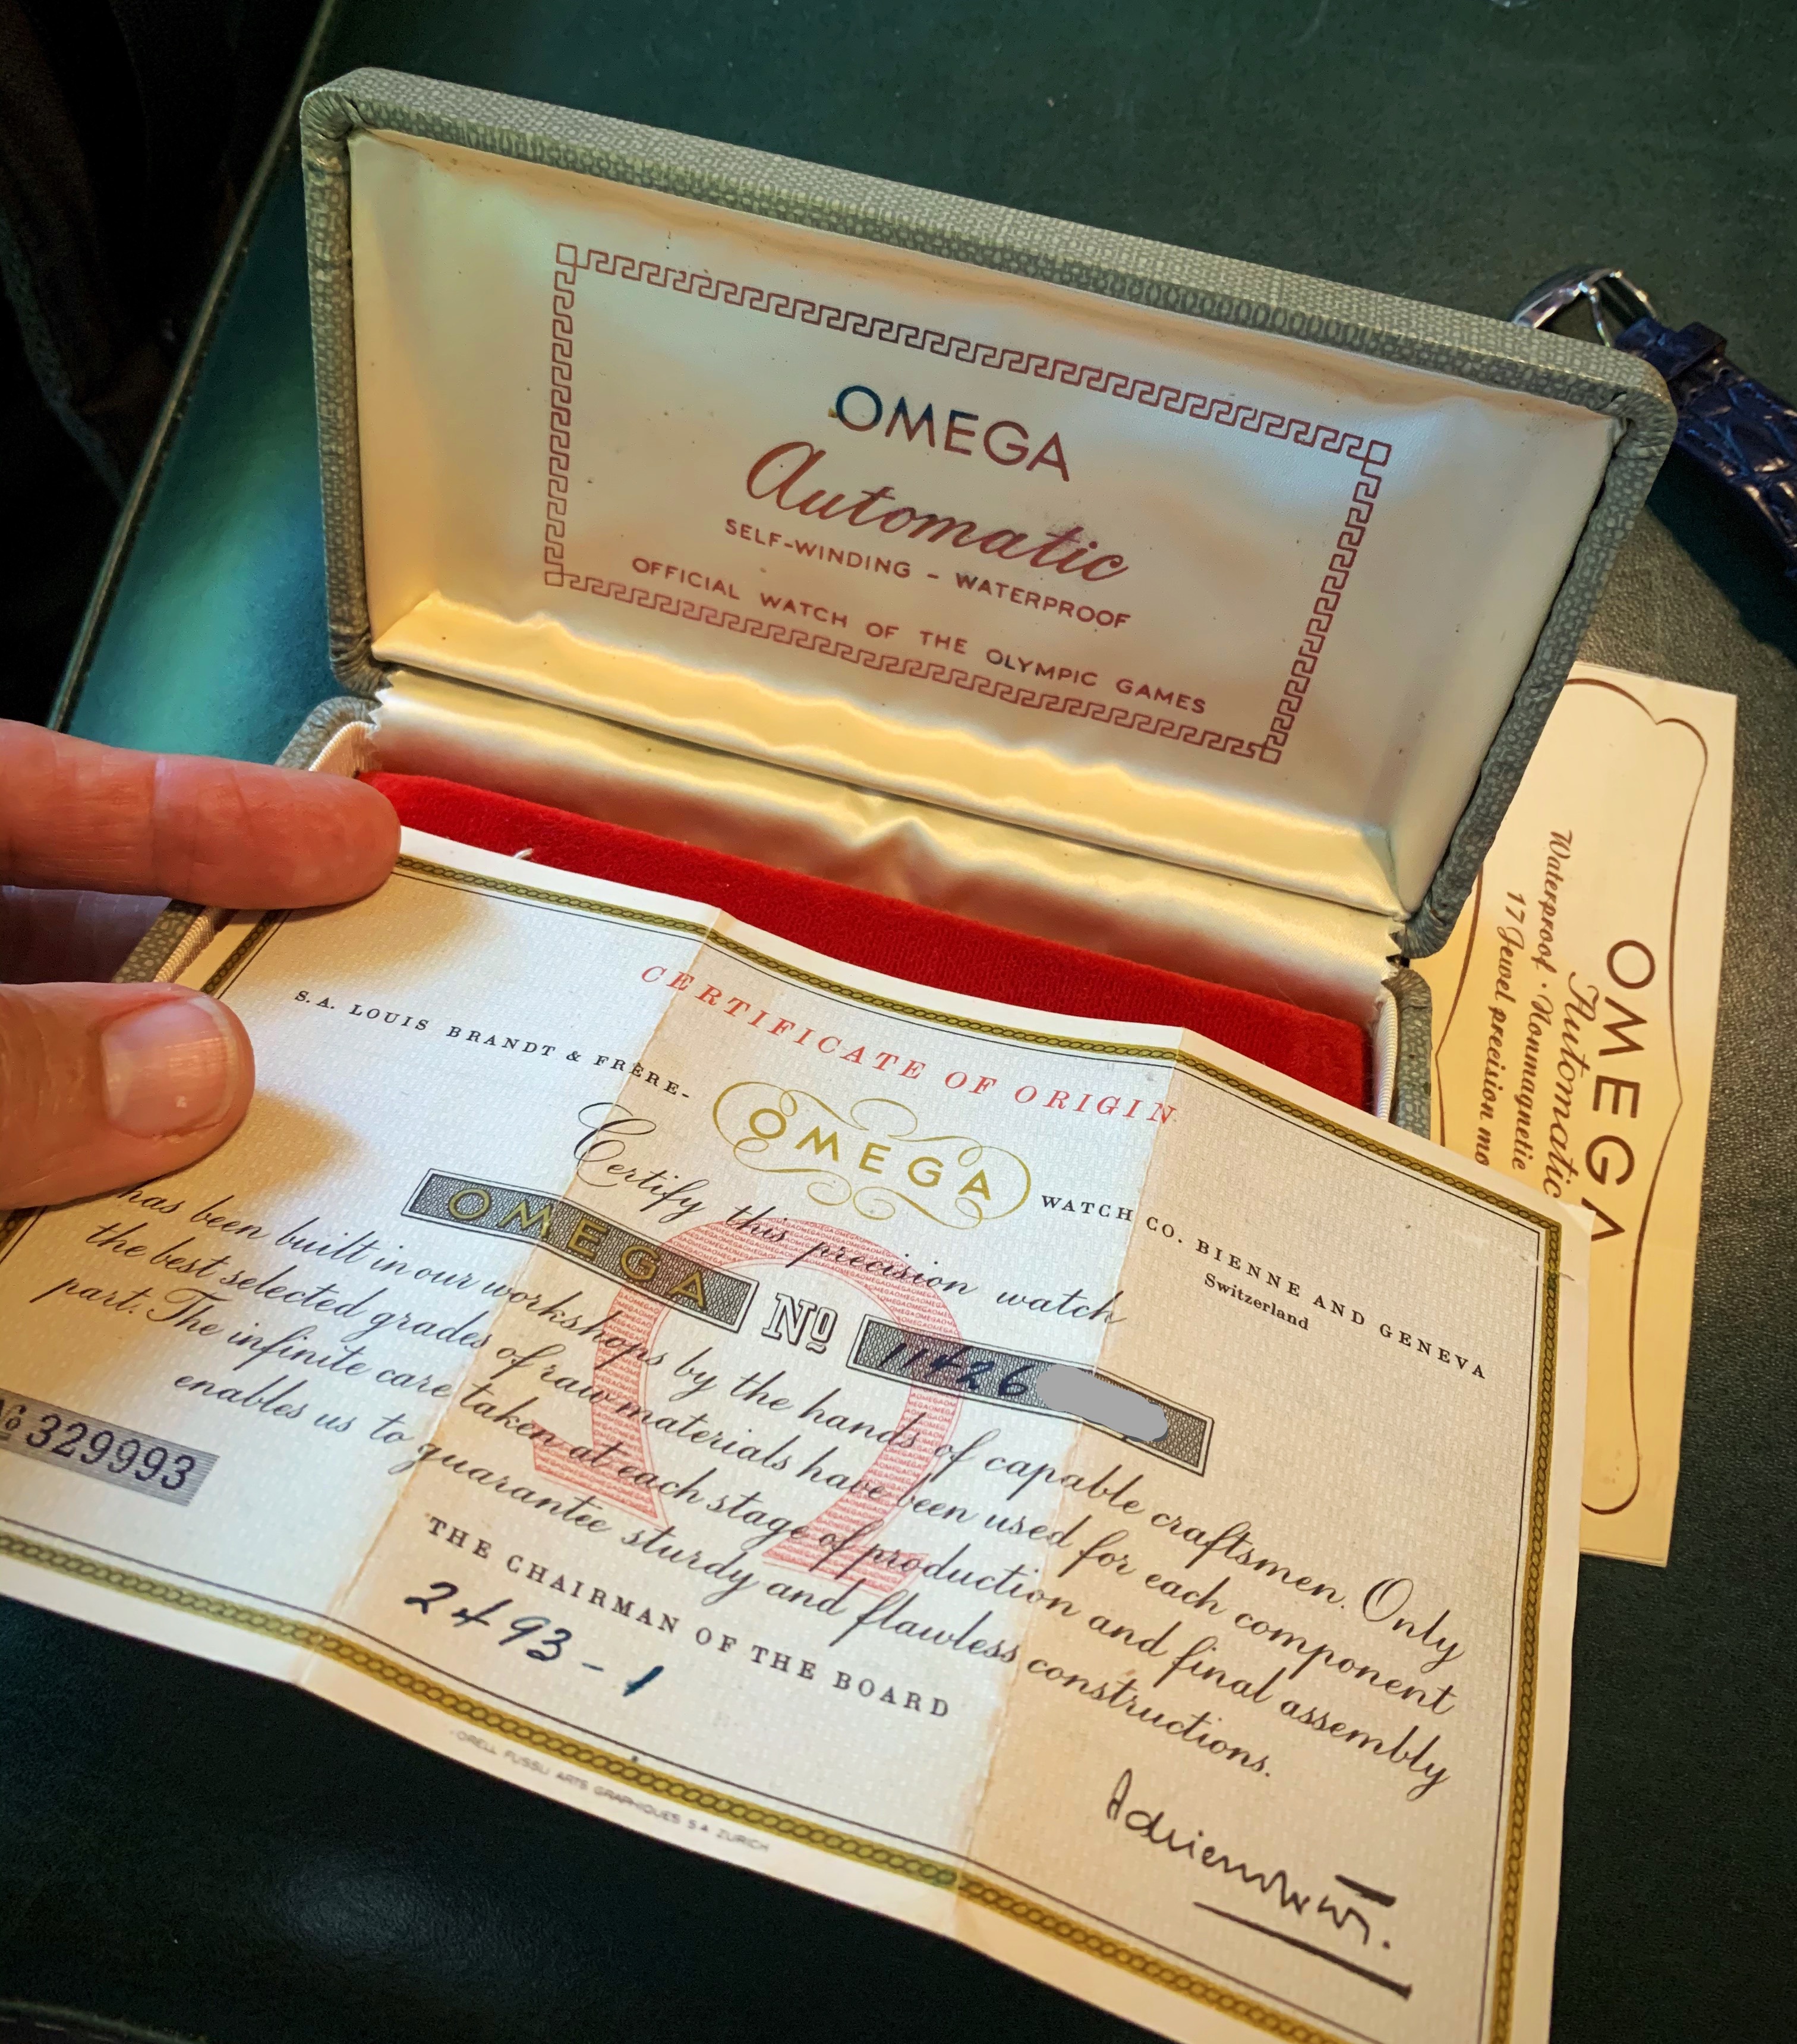 OMEGA
Automatic
SELF-WINDING - WATERPROOF
OFFICIAL WATCH OF THE OLYMPIC GAMES
OMEGA
Automatic
Waterproof · Nonmagnetic
17 Jewel precision mo
CERTIFICATE OF ORIGIN
S.A. LOUIS BRANDT & FRÈRE-
OMEGA
WATCH CO. BIENNE AND GENEVA
Switzerland
Certify this precision watch
OMEGA No 11426
has been built in our workshops by the hands of capable craftsmen. Only
the best selected grades of raw materials have been used for each component
part. The infinite care taken at each stage of production and final assembly
enables us to guarantee sturdy and flawless constructions.
No 329993
THE CHAIRMAN OF THE BOARD
2493-1
ORELL FUSSLI ARTS GRAPHIQUES SA ZURICH